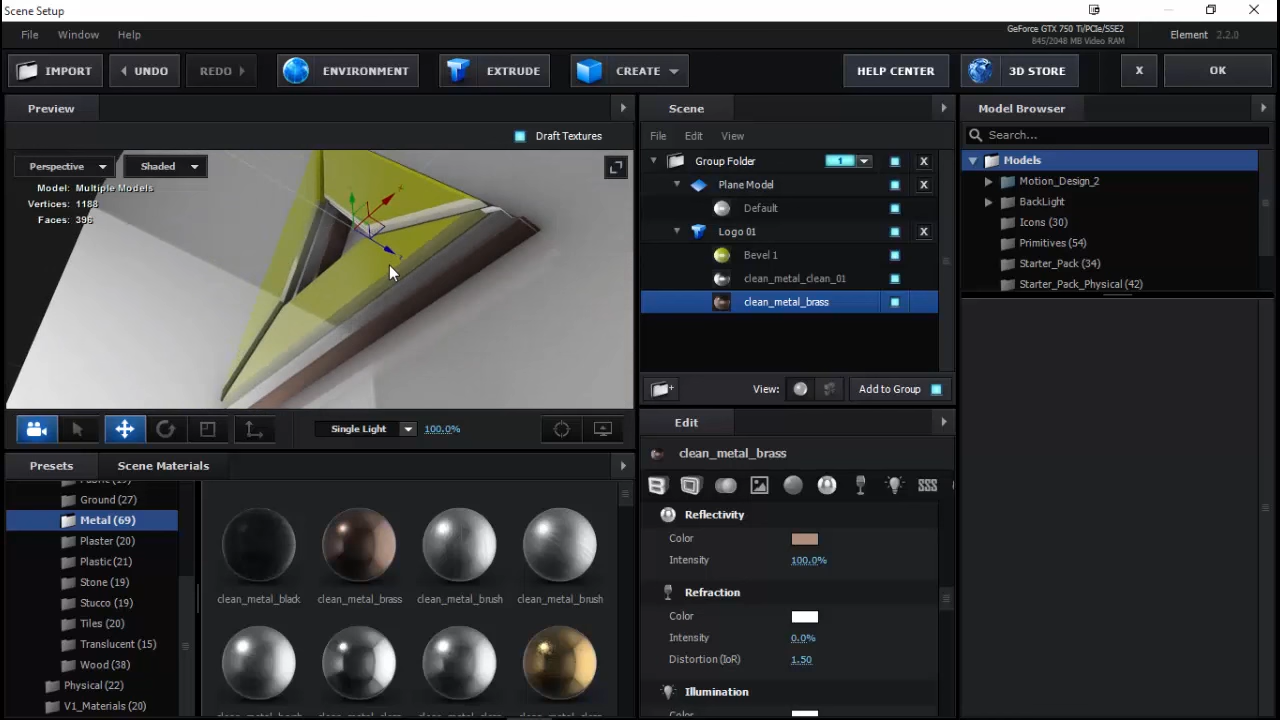 Scene Setup
File Window Help
GeForce GTX 750 Ti/PCIe/SSE2
845/2048 MB Video RAM
Element 2.2.0
IMPORT UNDO REDO ENVIRONMENT EXTRUDE CREATE HELP CENTER 3D STORE X OK
Preview
Draft Textures
Perspective Shaded
Model: Multiple Models
Vertices: 1188
Faces: 396
Single Light 100.0%
Scene
File Edit View
Group Folder 1 X
Plane Model X
Default
Logo 01 X
Bevel 1
clean_metal_clean_01
clean_metal_brass
View: Add to Group
Model Browser
Search...
Models
Motion_Design_2
BackLight
Icons (30)
Primitives (54)
Starter_Pack (34)
Starter_Pack_Physical (42)
Presets Scene Materials
Ground (27)
Metal (69)
Plaster (20)
Plastic (21)
Stone (19)
Stucco (19)
Tiles (20)
Translucent (15)
Wood (38)
Physical (22)
V1_Materials (20)
clean_metal_black clean_metal_brass clean_metal_brush clean_metal_brush
Edit
clean_metal_brass
Reflectivity
Color
Intensity 100.0%
Refraction
Color
Intensity 0.0%
Distortion (IoR) 1.50
Illumination